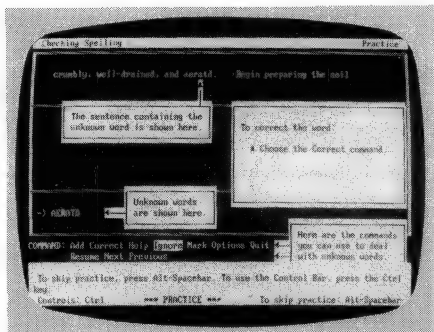 Checking Spelling Practice
crumbly, well-drained, and aeratd. Begin preparing the soil
The sentence containing the
unknown word is shown here.
To correct the word:
Choose the Correct command
Unknown words
are shown here.
-) AERATD
Here are the commands
you can use to deal
with unknown words.
COMMAND: Add Correct Help Ignore Mark Options Quit
Resume Next Previous
To skip practice, press Alt-Spacebar. To use the Control Bar, press the Ctrl
key.
Controls: Ctrl *** PRACTICE *** To skip practice: Alt-Spacebar